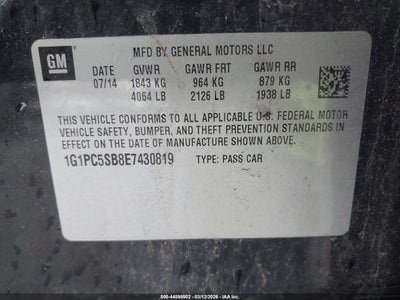 MFD BY GENERAL MOTORS LLC
GM
DATE GVWR GAWR FRT GAWR RR
07/14 1843 KG 964 KG 879 KG
4064 LB 2126 LB 1938 LB
THIS VEHICLE CONFORMS TO ALL APPLICABLE U.S. FEDERAL MOTOR
VEHICLE SAFETY, BUMPER, AND THEFT PREVENTION STANDARDS
IN EFFECT ON THE DATE OF MANUFACTURE SHOWN ABOVE.
1G1PC5SB8E7430819 TYPE: PASS CAR
000-44598002 - 03/12/2026 - IAA Inc.